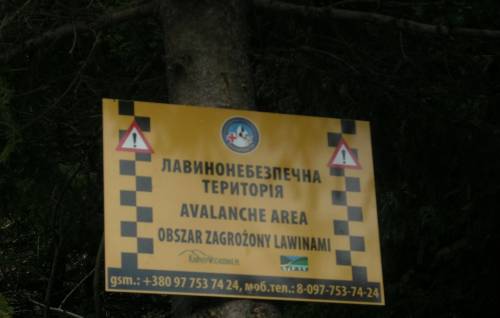 ЛАВИНОНЕБЕЗПЕЧНА
ТЕРИТОРІЯ
AVALANCHE AREA
OBSZAR ZAGROŻONY LAWINAMI
gsm.: +380 97 753 74 24, моб.тел.: 8-097-753-74-24